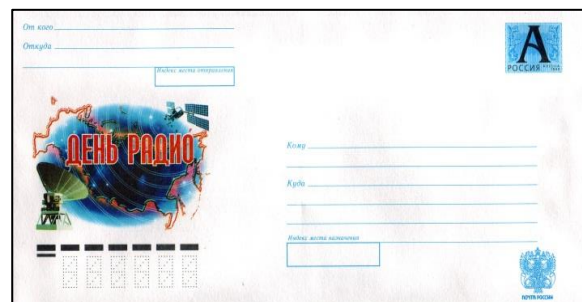 От кого
Откуда
Индекс места отправления
А
РОССИЯ
ДЕНЬ РАДИО
Кому
Куда
Индекс места назначения
ПОЧТА РОССИИ